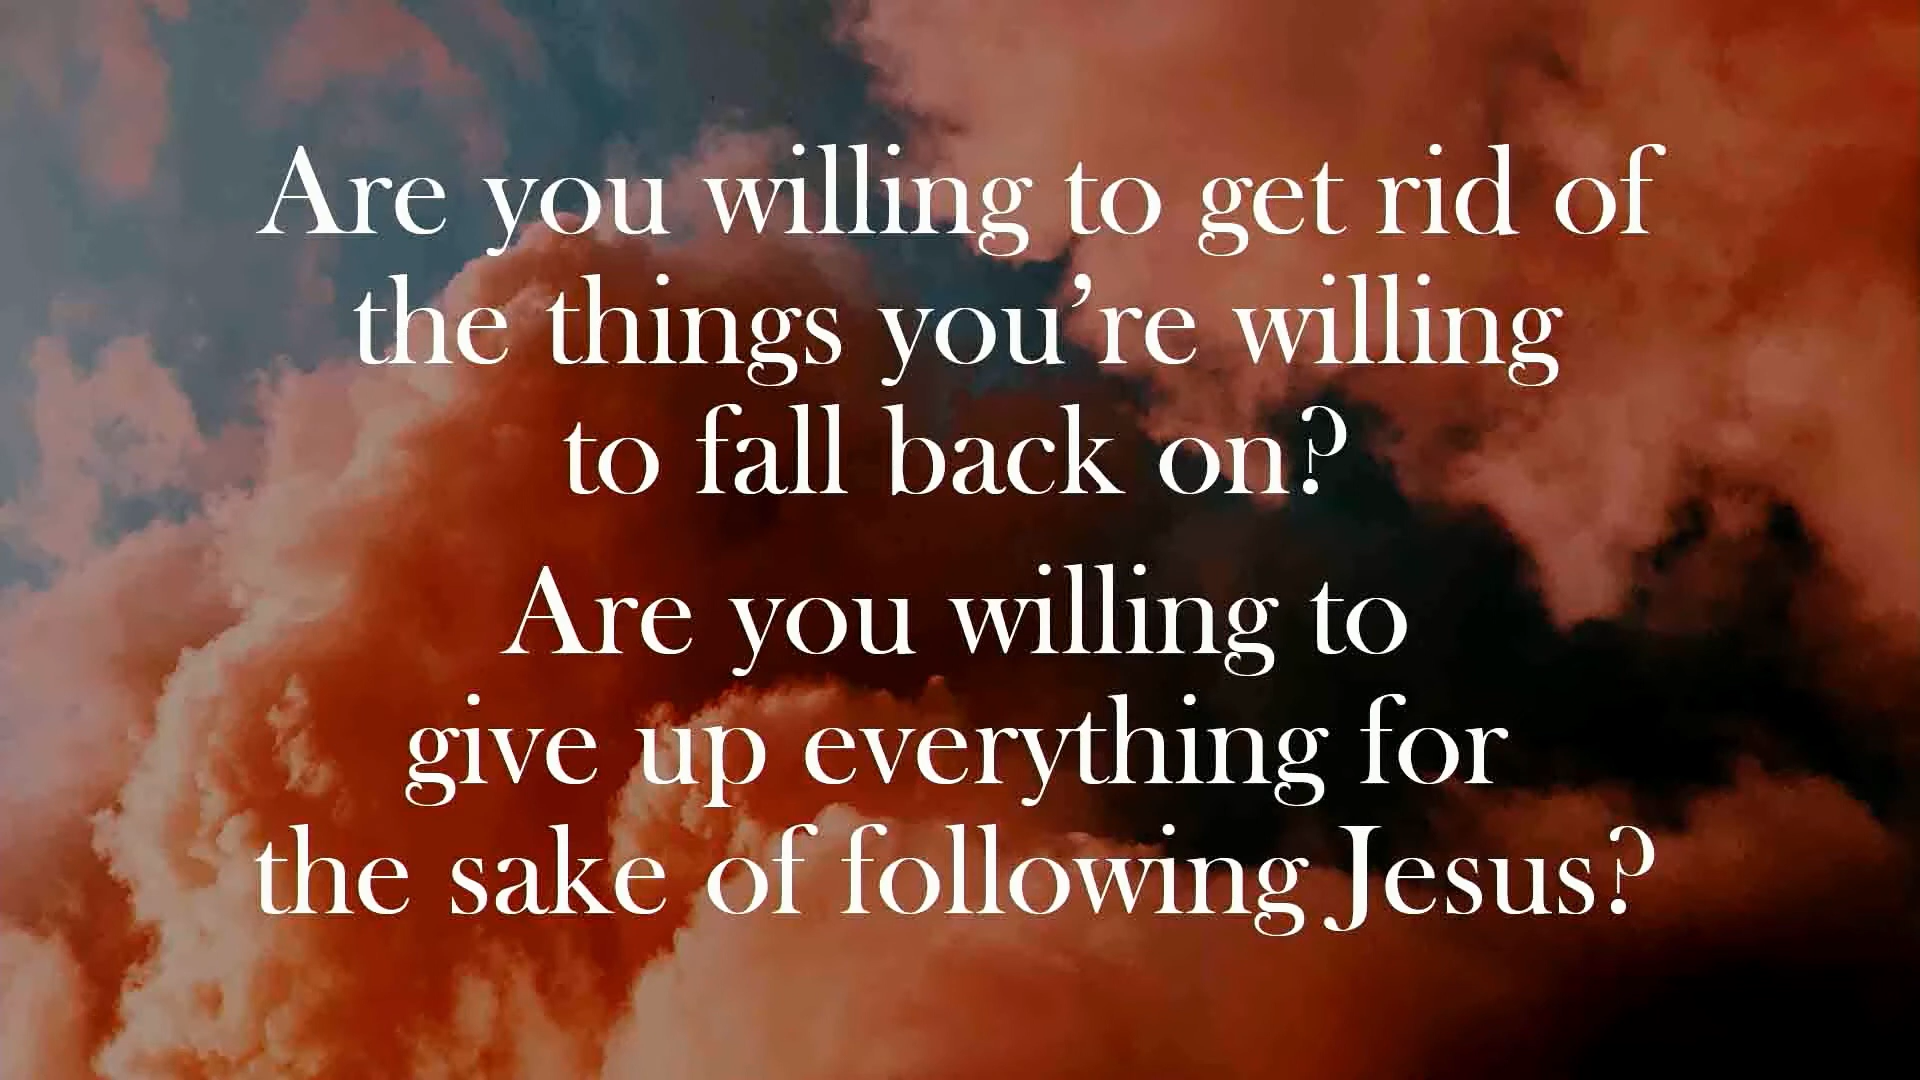 Are you willing to get rid of
the things you’re willing
to fall back on?
Are you willing to
give up everything for
the sake of following Jesus?